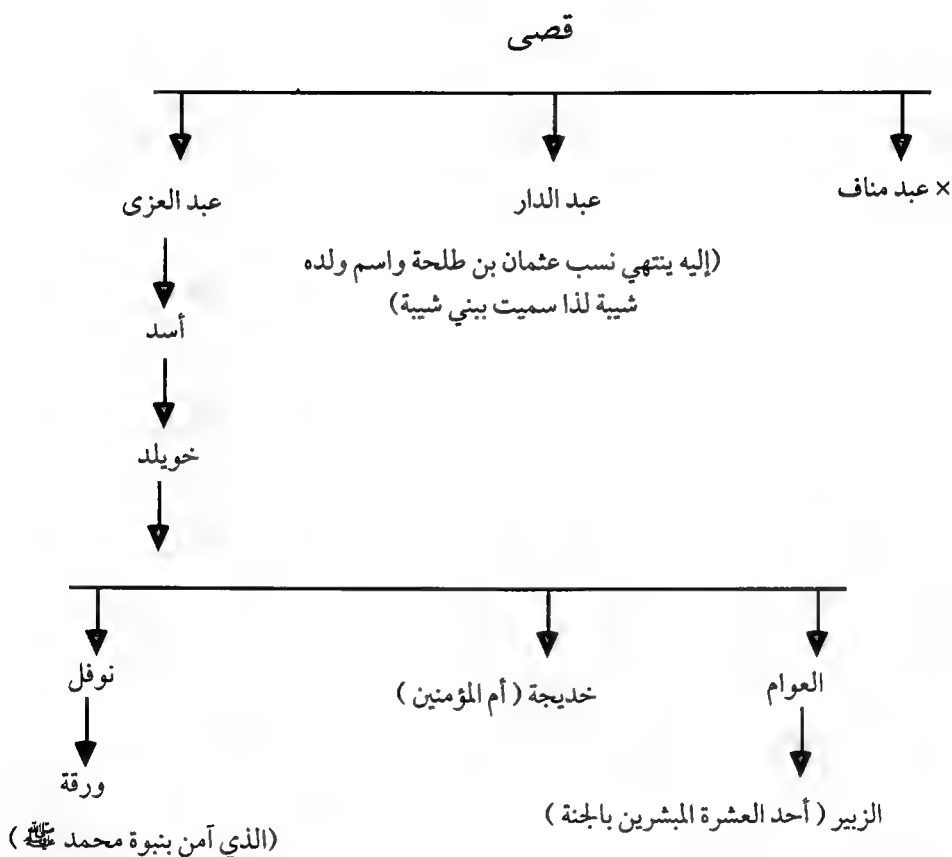 قصى
× عبد مناف
عبد الدار
عبد العزى
(إليه ينتهي نسب عثمان بن طلحة واسم ولده
شيبة لذا سميت ببني شيبة)
أسد
خويلد
العوام
خديجة ( أم المؤمنين )
نوفل
الزبير ( أحد العشرة المبشرين بالجنة )
ورقة
(الذي آمن بنبوة محمد ﷺ )